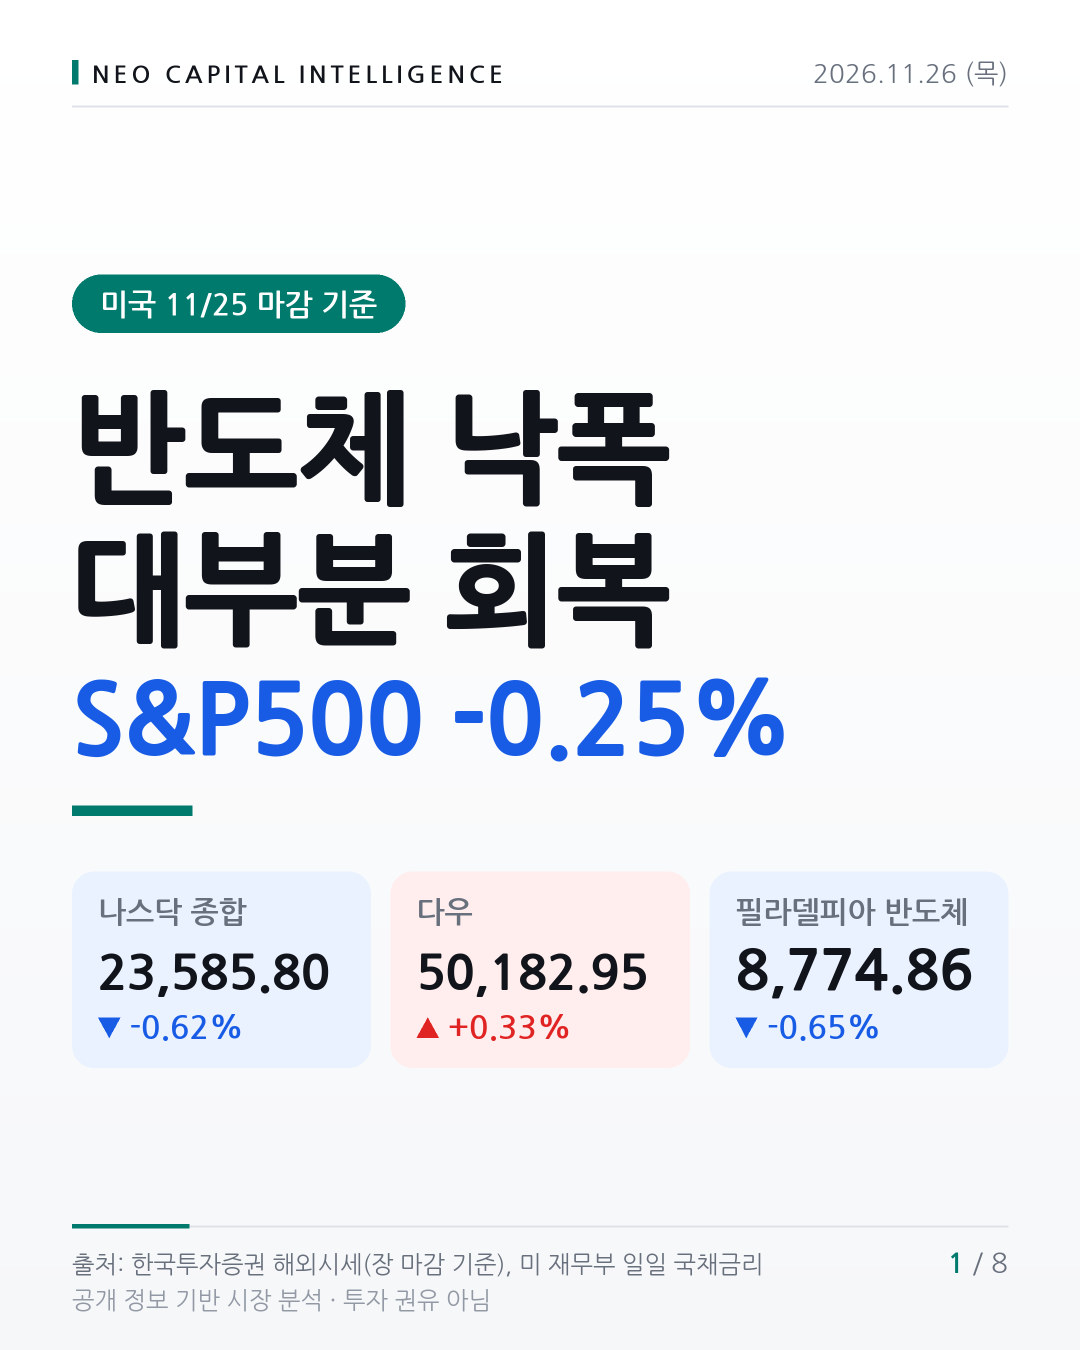 NEO CAPITAL INTELLIGENCE
2026.11.26 (목)
미국 11/25 마감 기준
반도체 낙폭
대부분 회복
S&P500 -0.25%
나스닥 종합
23,585.80
▼ -0.62%
다우
50,182.95
▲ +0.33%
필라델피아 반도체
8,774.86
▼ -0.65%
출처: 한국투자증권 해외시세(장 마감 기준), 미 재무부 일일 국채금리
1 / 8
공개 정보 기반 시장 분석 · 투자 권유 아님